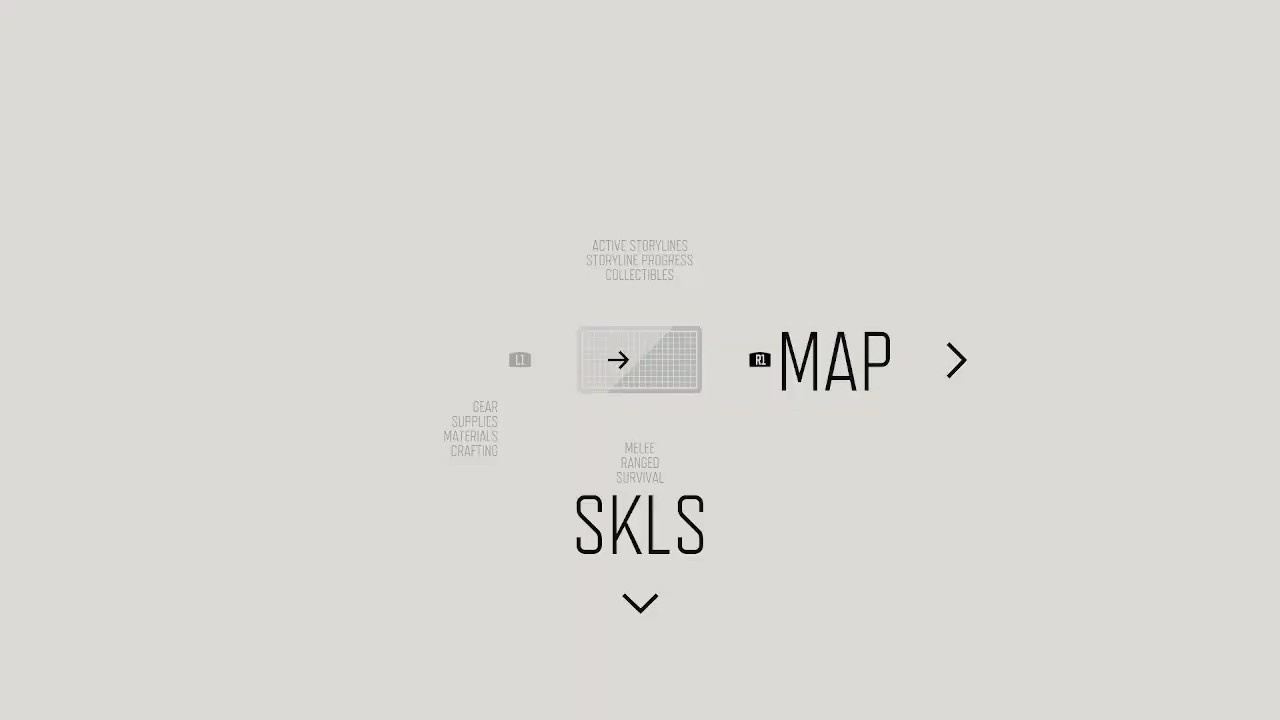 ACTIVE STORYLINES
STORYLINE PROGRESS
COLLECTIBLES
L1
R1 MAP
GEAR
SUPPLIES
MATERIALS
CRAFTING
MELEE
RANGED
SURVIVAL
SKLS